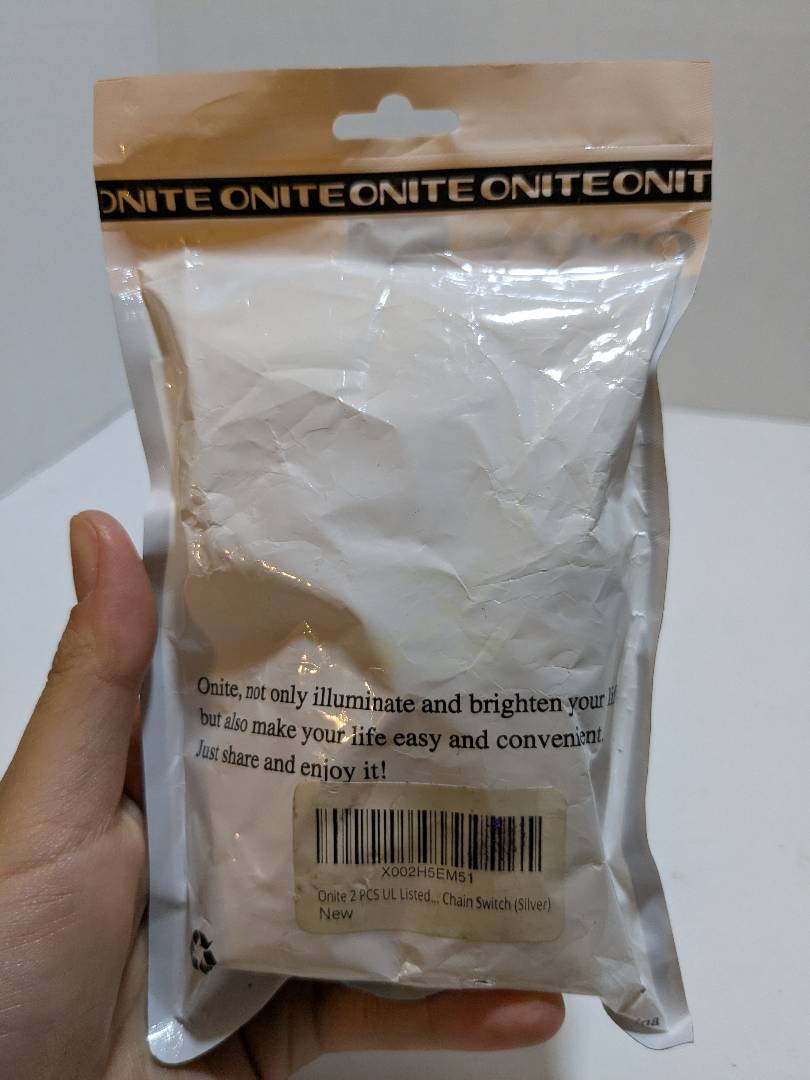 ONITE ONITE ONITE ONITE ONIT
Onite, not only illuminate and brighten your
but also make your life easy and convenient.
Just share and enjoy it!
X002H5EM51
Onite 2 PCS UL Listed... Chain Switch (Silver)
New